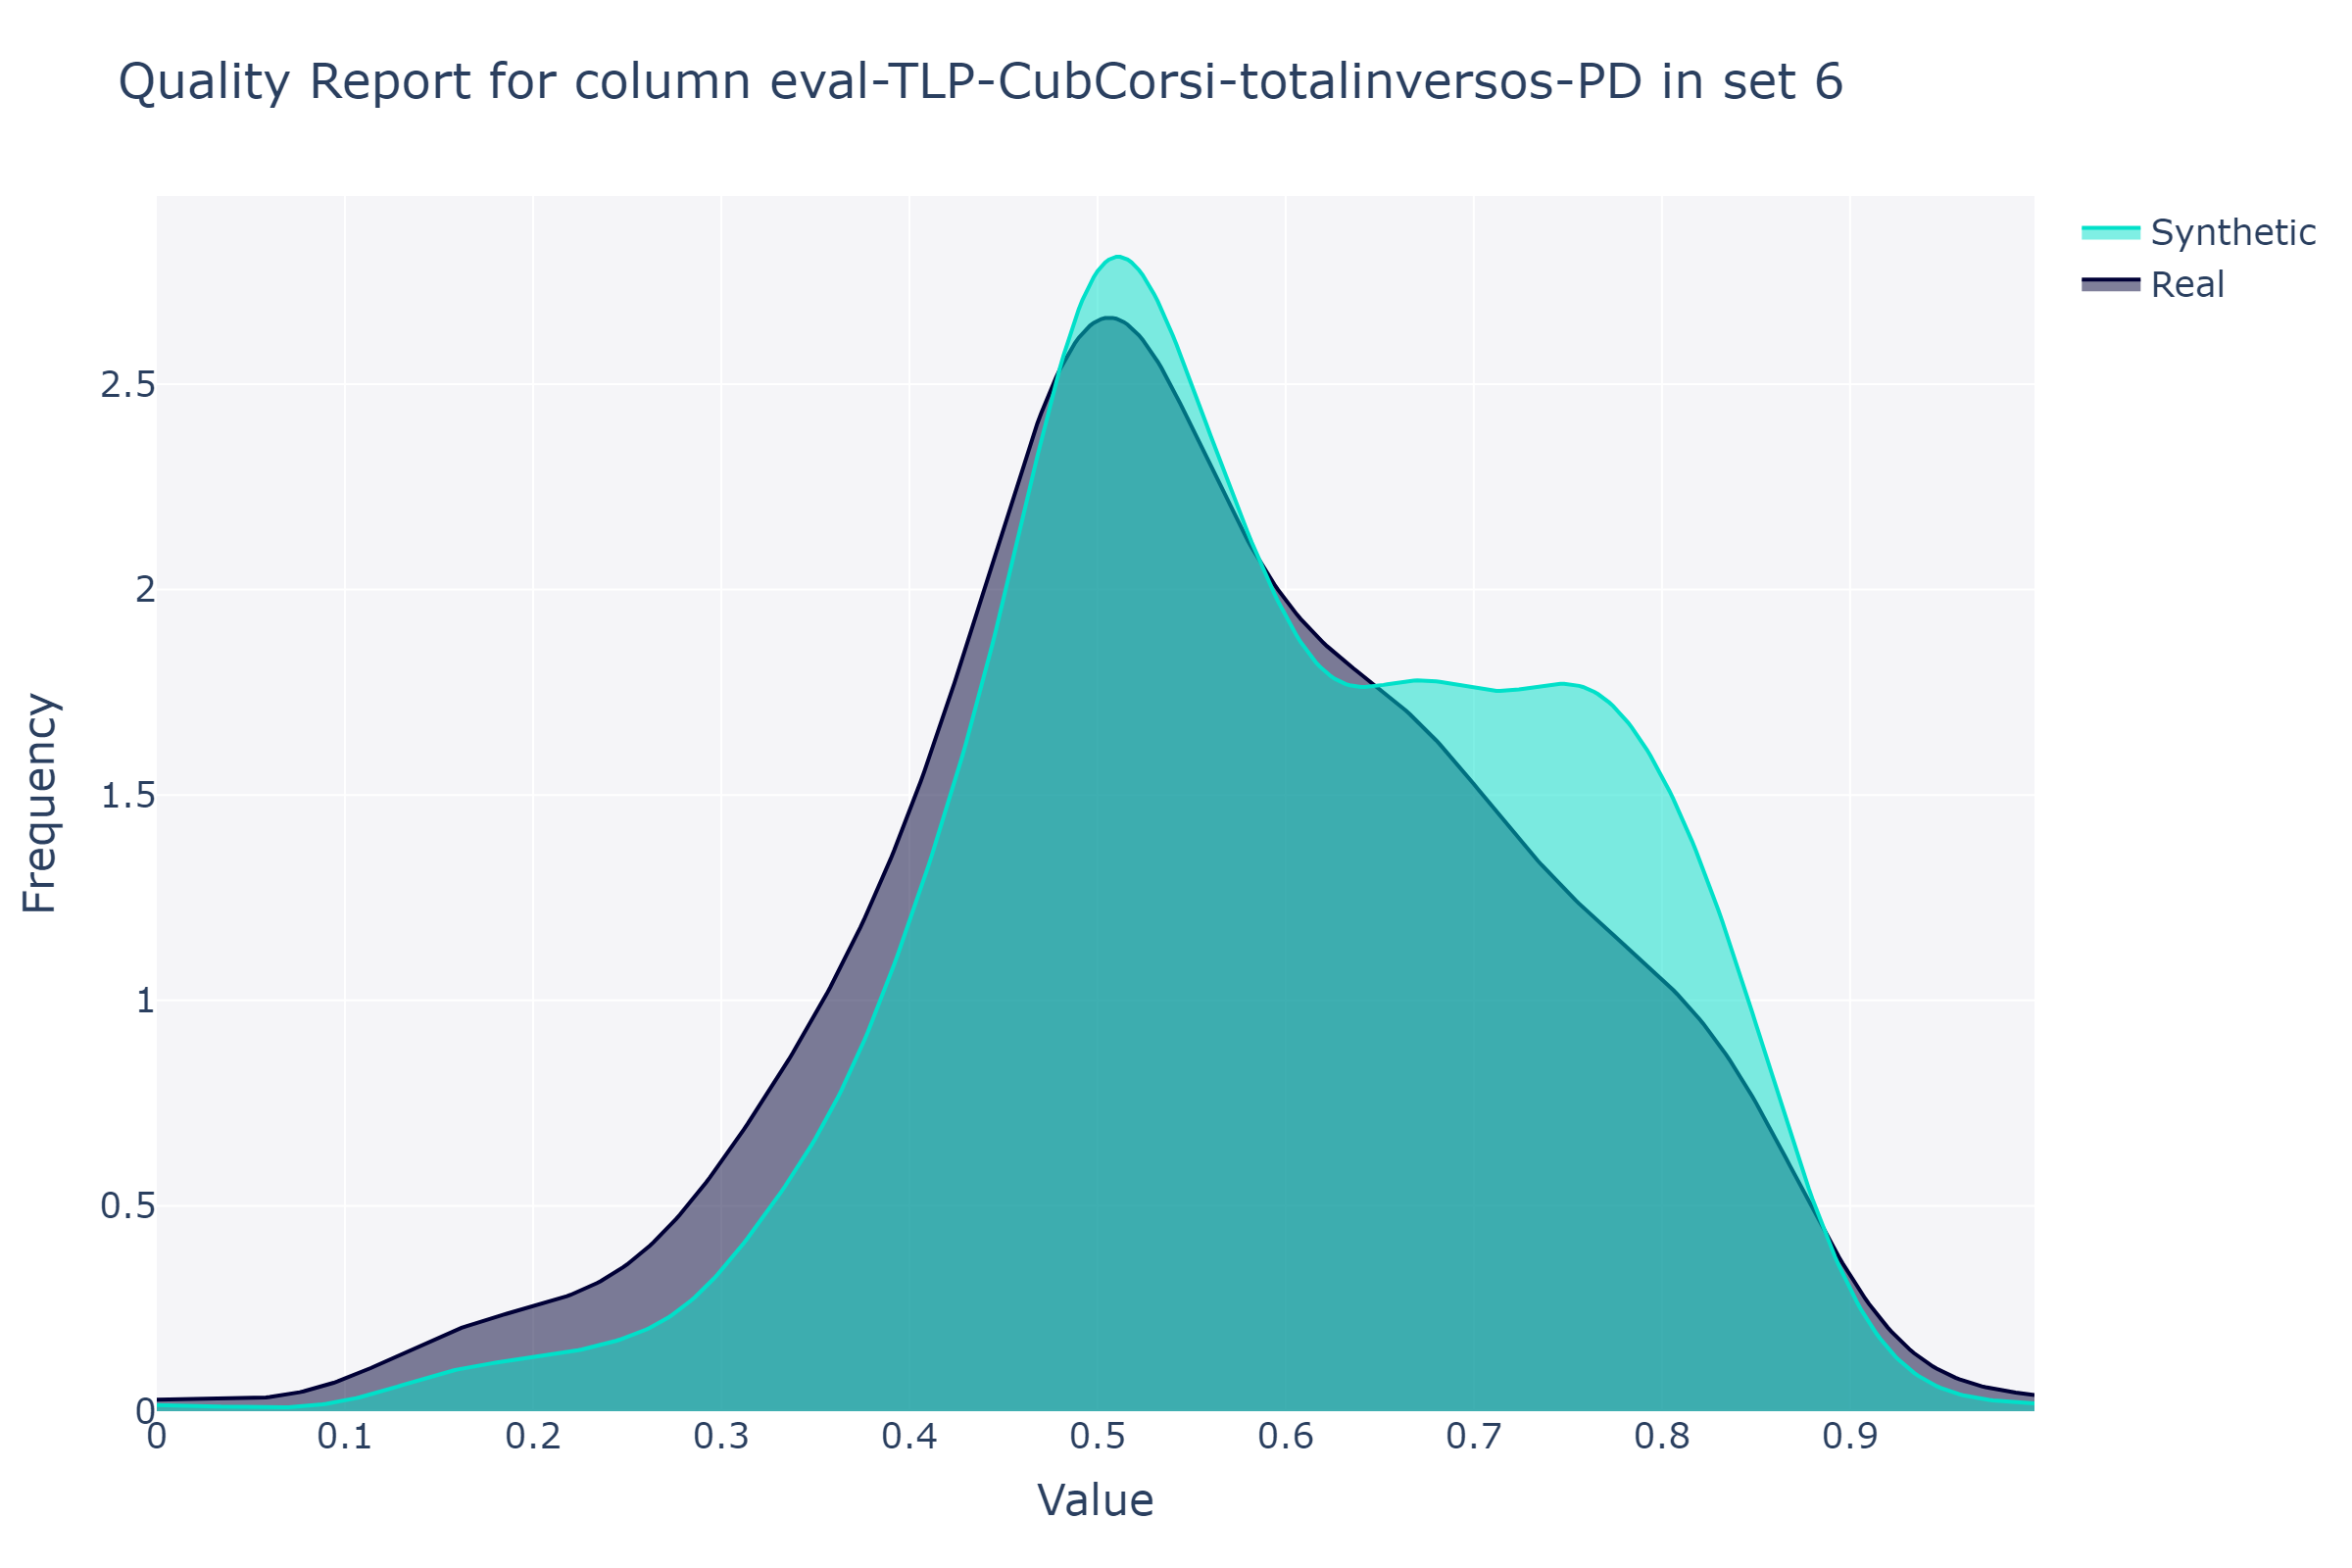 Quality Report for column eval-TLP-CubCorsi-totalinversos-PD in set 6
Synthetic
Real
Frequency
2.5
2
1.5
1
0.5
0
0 0.1 0.2 0.3 0.4 0.5 0.6 0.7 0.8 0.9
Value